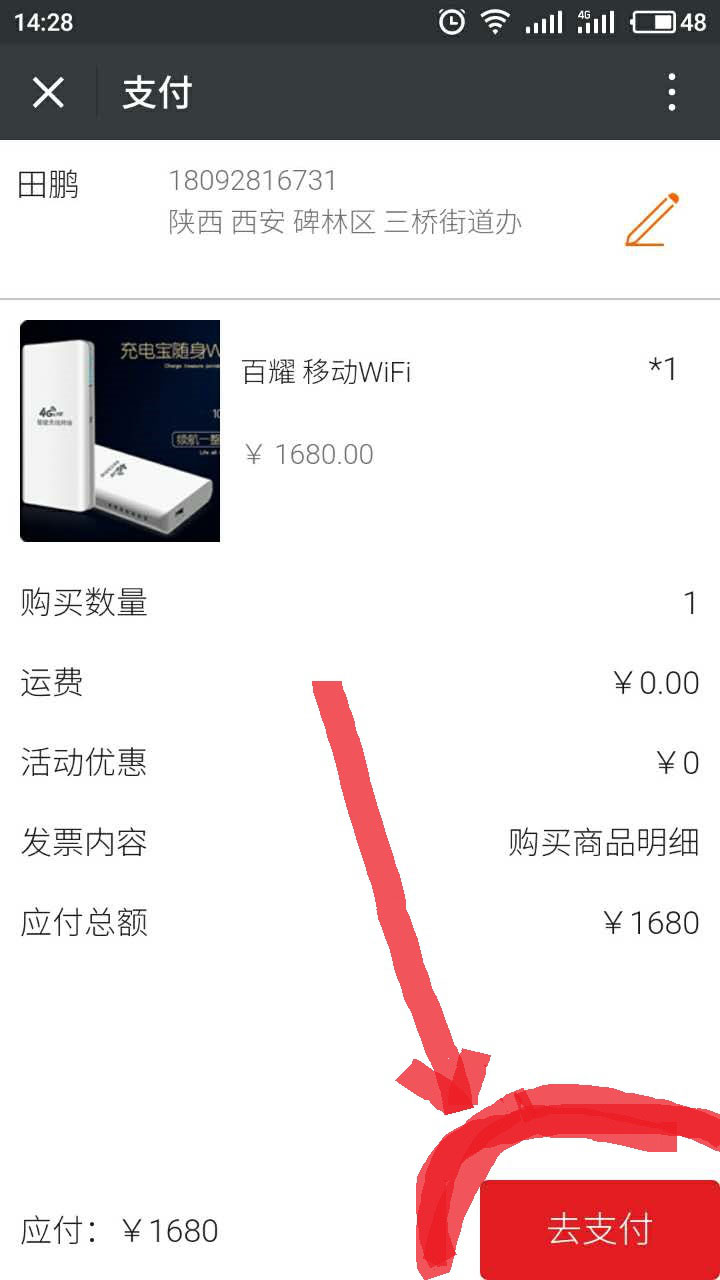 14:28
4G
48
支付
田鹏
18092816731
陕西 西安 碑林区 三桥街道办
充电宝随身W
4G
百耀 移动WiFi
*1
续航一整
￥ 1680.00
购买数量
1
运费
￥0.00
活动优惠
￥0
发票内容
购买商品明细
应付总额
￥1680
应付：￥1680
去支付